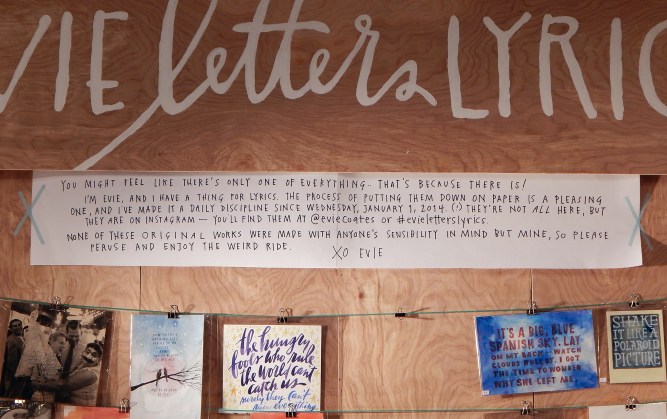 VIE letters LYRIC
YOU MIGHT FEEL LIKE THERE'S ONLY ONE OF EVERYTHING.. THAT'S BECAUSE THERE IS!
I'M EVIE, AND I HAVE A THING FOR LYRICS. THE PROCESS OF PUTTING THEM DOWN ON PAPER IS A PLEASING
ONE, AND I'VE MADE IT A DAILY DISCIPLINE SINCE WEDNESDAY, JANUARY 1, 2014. (!) THEY'RE NOT ALL HERE, BUT
THEY ARE ON INSTAGRAM — YOU'LL FIND THEM AT @eviecoates OR #evieletterslyrics.
NONE OF THESE ORIGINAL WORKS WERE MADE WITH ANYONE'S SENSIBILITY IN MIND BUT MINE, SO PLEASE
PERUSE AND ENJOY THE WEIRD RIDE. XO EVIE
the hungry
fools who rule
the world can't
catch us
surely they can't
ruin everything
IT'S A BIG, BLUE
SPANISH SKY. LAY
ON MY BACK - WATCH
CLOUDS ROLL BY. I GOT
THE TIME TO WONDER
WHY SHE LEFT ME.
SHAKE
IT LIKE A
POLAROID
PICTURE